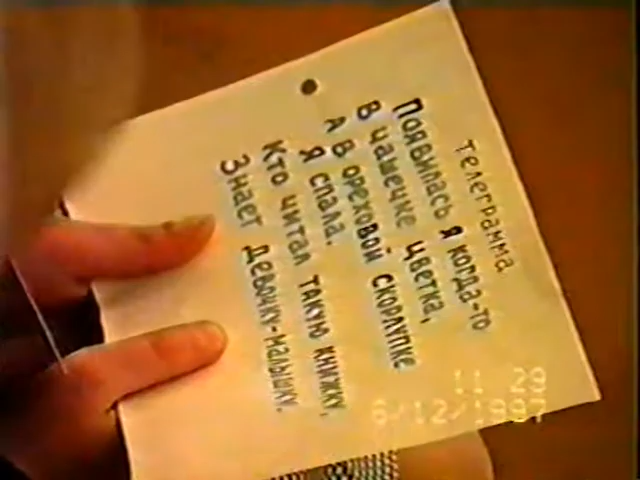 телеграмма
Появилась я когда-то
В чашечке цветка,
А в ореховой скорлупке
Я спала.
Кто читал такую книжку,
Знает девочку-малышку.
11 29
6/12/1997